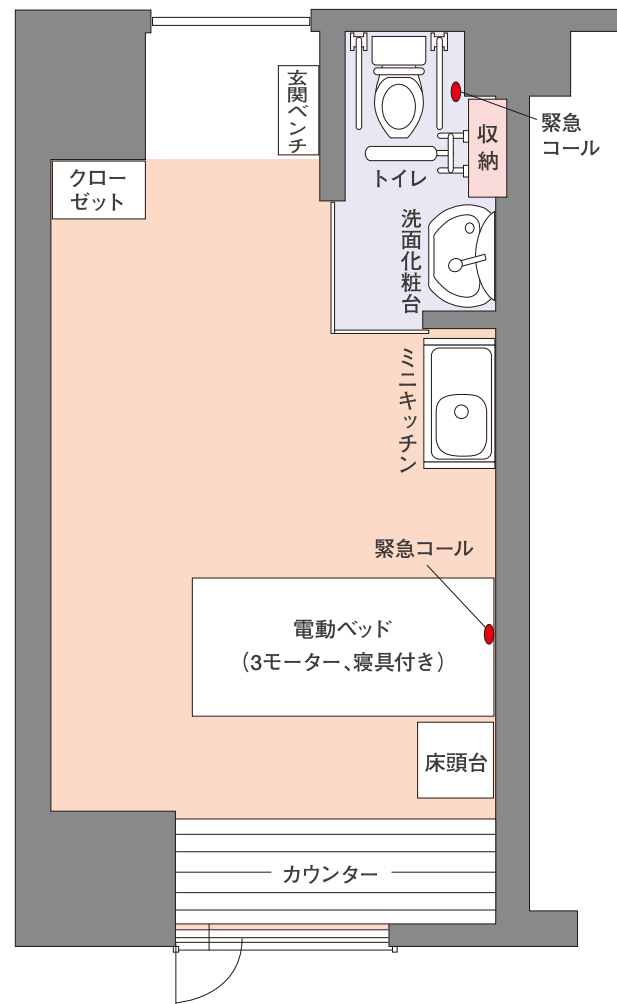 玄関ベンチ
緊急
コール
収納
トイレ
クロー
ゼット
洗面化粧台
ミニキッチン
緊急コール
電動ベッド
（3モーター、寝具付き）
床頭台
カウンター